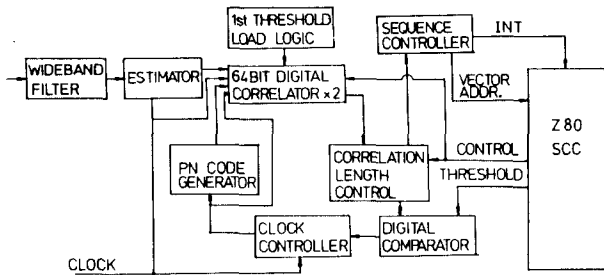 1st THRESHOLD
LOAD LOGIC
SEQUENCE
CONTROLLER
INT
WIDEBAND
FILTER
ESTIMATOR
64BIT DIGITAL
CORRELATOR ×2
VECTOR
ADDR.
Z 80
SCC
PN CODE
GENERATOR
CORRELATION
LENGTH
CONTROL
CONTROL
THRESHOLD
CLOCK
CONTROLLER
DIGITAL
COMPARATOR
CLOCK